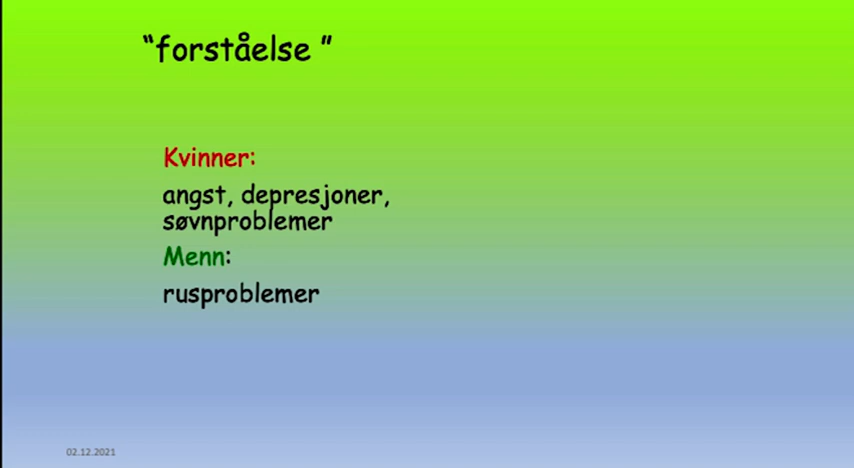 “forståelse ”
Kvinner:
angst, depresjoner,
søvnproblemer
Menn:
rusproblemer
02.12.2021